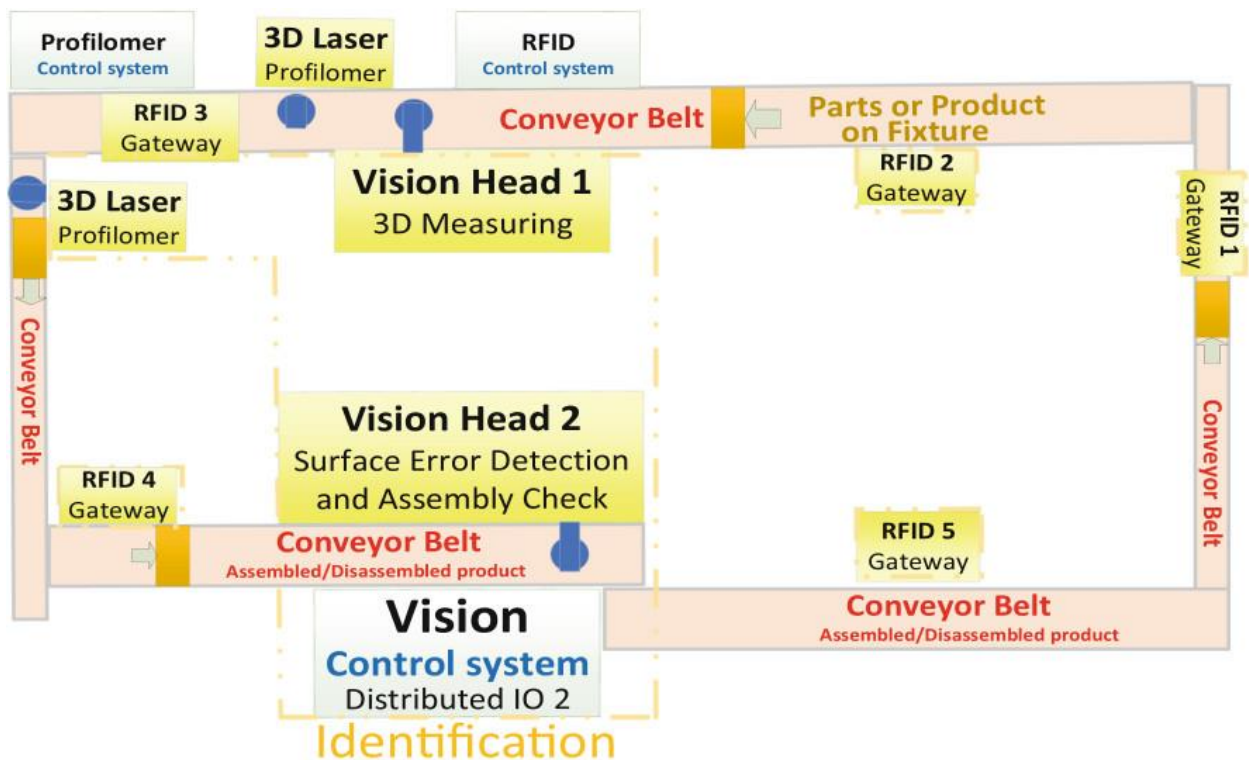 Profilomer
Control system
3D Laser
Profilomer
RFID
Control system
RFID 3
Gateway
Conveyor Belt
Parts or Product
on Fixture
3D Laser
Profilomer
Vision Head 1
3D Measuring
RFID 2
Gateway
RFID 1
Gateway
Conveyor Belt
Vision Head 2
Surface Error Detection
and Assembly Check
Conveyor Belt
RFID 4
Gateway
Conveyor Belt
Assembled/Disassembled product
RFID 5
Gateway
Conveyor Belt
Assembled/Disassembled product
Vision
Control system
Distributed IO 2
Identification